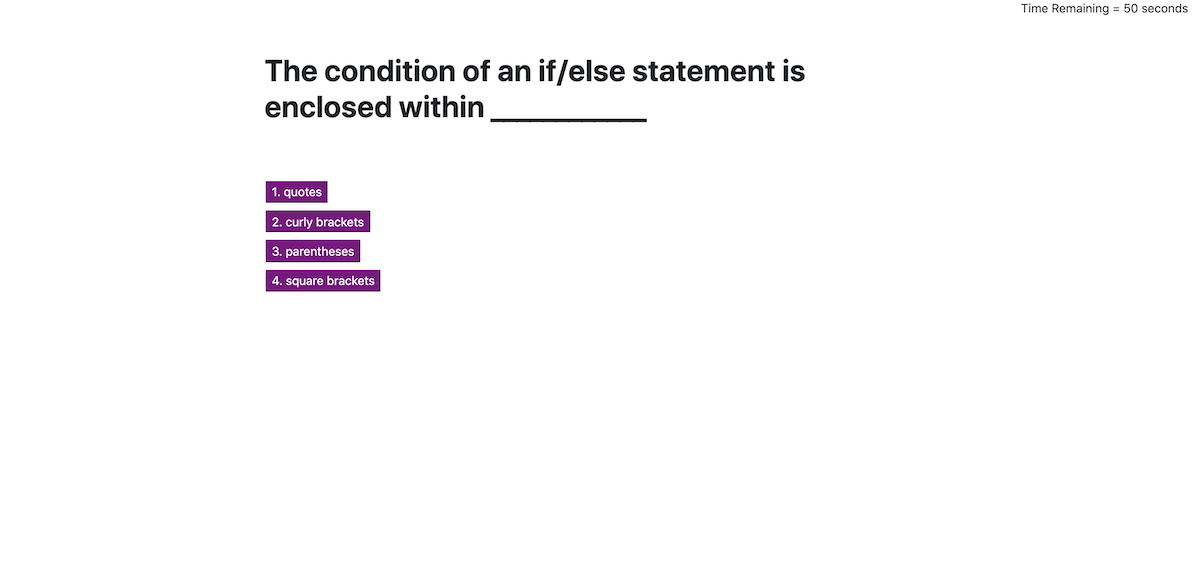 Time Remaining = 50 seconds
The condition of an if/else statement is
enclosed within ____________
1. quotes
2. curly brackets
3. parentheses
4. square brackets